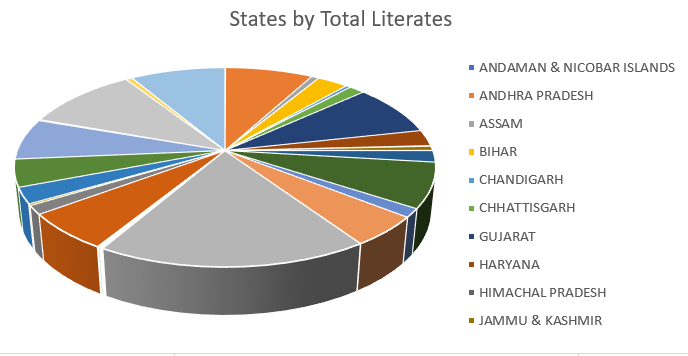 States by Total Literates
ANDAMAN & NICOBAR ISLANDS
ANDHRA PRADESH
ASSAM
BIHAR
CHANDIGARH
CHHATTISGARH
GUJARAT
HARYANA
HIMACHAL PRADESH
JAMMU & KASHMIR